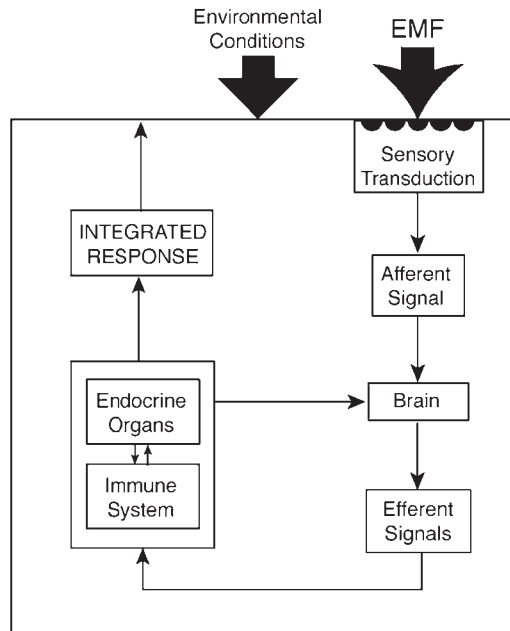 Environmental
Conditions
EMF
Sensory
Transduction
INTEGRATED
RESPONSE
Afferent
Signal
Endocrine
Organs
Brain
Immune
System
Efferent
Signals